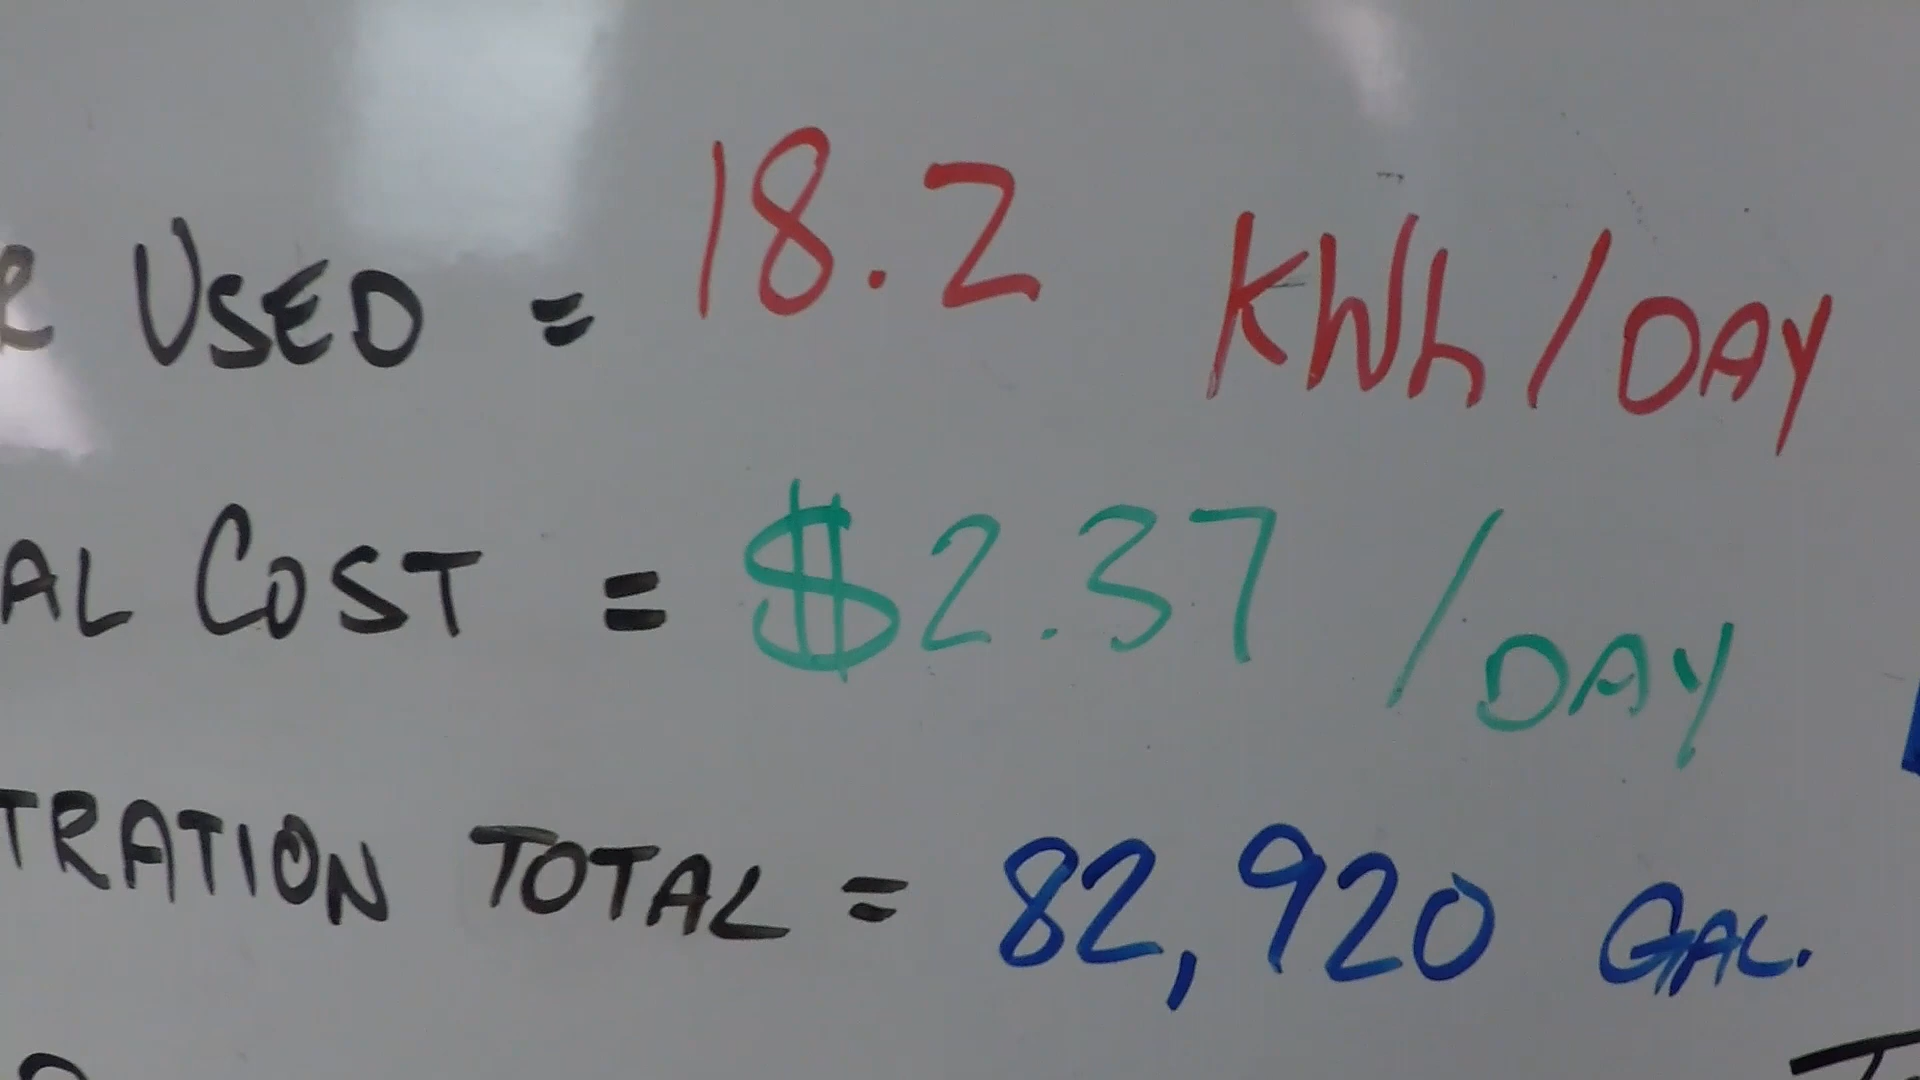 R USED = 18.2 KWh/DAY
AL COST = $2.37 /DAY
TRATION TOTAL = 82,920 GAL.